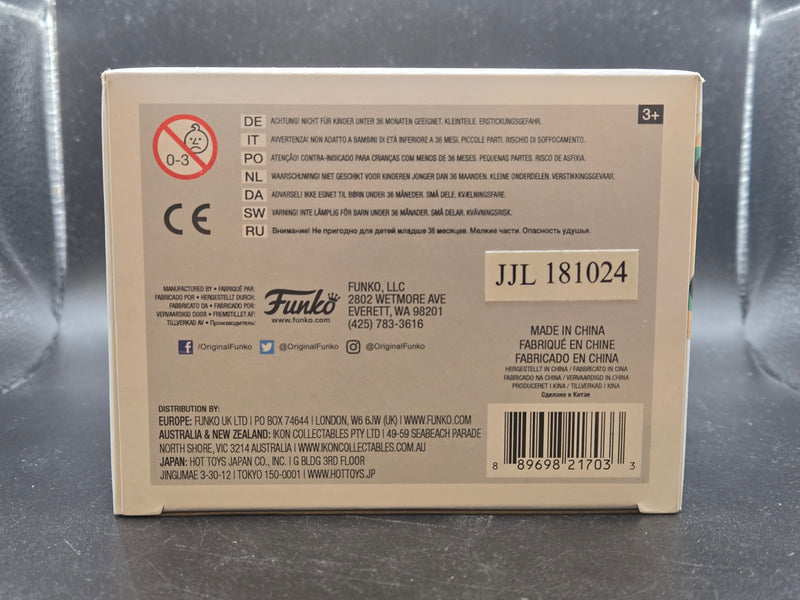 3+
0-3
DE ACHTUNG! NICHT FÜR KINDER UNTER 36 MONATEN GEEIGNET. KLEINTEILE. ERSTICKUNGSGEFAHR.
IT AVVERTENZA! NON ADATTO A BAMBINI DI ETÀ INFERIORE A 36 MESI. PICCOLE PARTI. RISCHIO DI SOFFOCAMENTO.
PO ATENÇÃO! CONTRA-INDICADO PARA CRIANÇAS COM MENOS DE 36 MESES. PEQUENAS PARTES. RISCO DE ASFIXIA.
NL WAARSCHUWING! NIET GESCHIKT VOOR KINDEREN JONGER DAN 36 MAANDEN. KLEINE ONDERDELEN. VERSTIKKINGSGEVAAR.
DA ADVARSEL! IKKE EGNET TIL BØRN UNDER 36 MÅNEDER. SMÅ DELE. KVÆLNINGSFARE.
SW VARNING! INTE LÄMPLIG FÖR BARN UNDER 36 MÅNADER. SMÅ DELAR. KVÄVNINGSRISK.
RU Внимание! Не пригодно для детей младше 36 месяцев. Мелкие части. Опасность удушья.
CE
JJL 181024
MANUFACTURED BY • FABRIQUÉ PAR:
FABRICADO POR • HERGESTELLT DURCH:
FABBRICATO DA • FABRICADO POR:
VERVAARDIGD DOOR • FREMSTILLET AF:
TILLVERKAD AV • Производитель:
Funko
www.funko.com
FUNKO, LLC
2802 WETMORE AVE
EVERETT, WA 98201
(425) 783-3616
/OriginalFunko @OriginalFunko @OriginalFunko
MADE IN CHINA
FABRIQUÉ EN CHINE
FABRICADO EN CHINA
HERGESTELLT IN CHINA / FABBRICATO IN CINA
FABRICADO NA CHINA / VERVAARDIGD IN CHINA
PRODUCERET I KINA / TILLVERKAD I KINA
Сделано в Китае
DISTRIBUTION BY:
EUROPE: FUNKO UK LTD | PO BOX 74644 | LONDON, W6 6JW (UK) | WWW.FUNKO.COM
AUSTRALIA & NEW ZEALAND: IKON COLLECTABLES PTY LTD | 49-59 SEABEACH PARADE
NORTH SHORE, VIC 3214 AUSTRALIA | WWW.IKONCOLLECTABLES.COM.AU
JAPAN: HOT TOYS JAPAN CO., INC. | G BLDG 3RD FLOOR
JINGUMAE 3-30-12 | TOKYO 150-0001 | WWW.HOTTOYS.JP
8 89698 21703 3